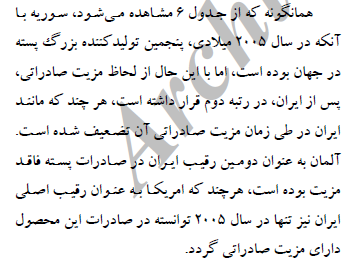 همانگونه که از جدول ۶ مشاهده می‌شود، سوریه با
آنکه در سال ۲۰۰۵ میلادی، پنجمین تولیدکننده بزرگ پسته
در جهان بوده است، اما با این حال از لحاظ مزیت صادراتی،
پس از ایران، در رتبه دوم قرار داشته است، هر چند که مانند
ایران در طی زمان مزیت صادراتی آن تضعیف شده است.
آلمان به عنوان دومین رقیب ایران در صادرات پسته فاقد
مزیت بوده است، هرچند که امریکا به عنوان رقیب اصلی
ایران نیز تنها در سال ۲۰۰۵ توانسته در صادرات این محصول
دارای مزیت صادراتی گردد.